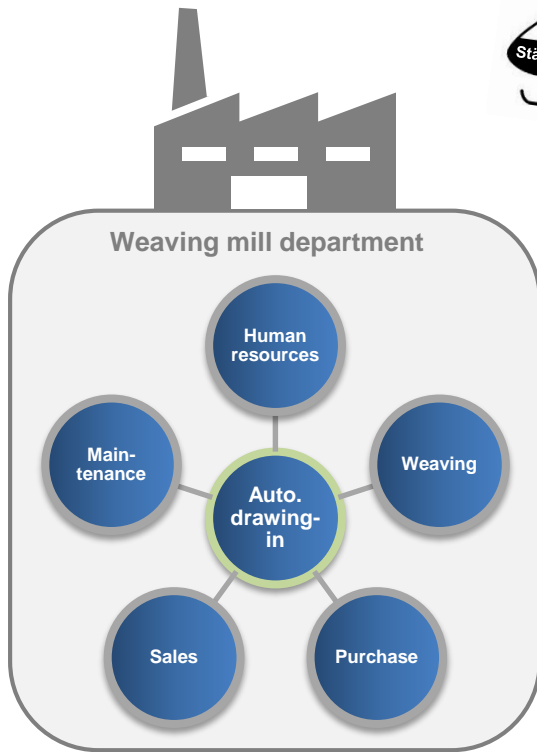 Weaving mill department
Human
resources
Main-
tenance
Weaving
Auto.
drawing-
in
Sales
Purchase